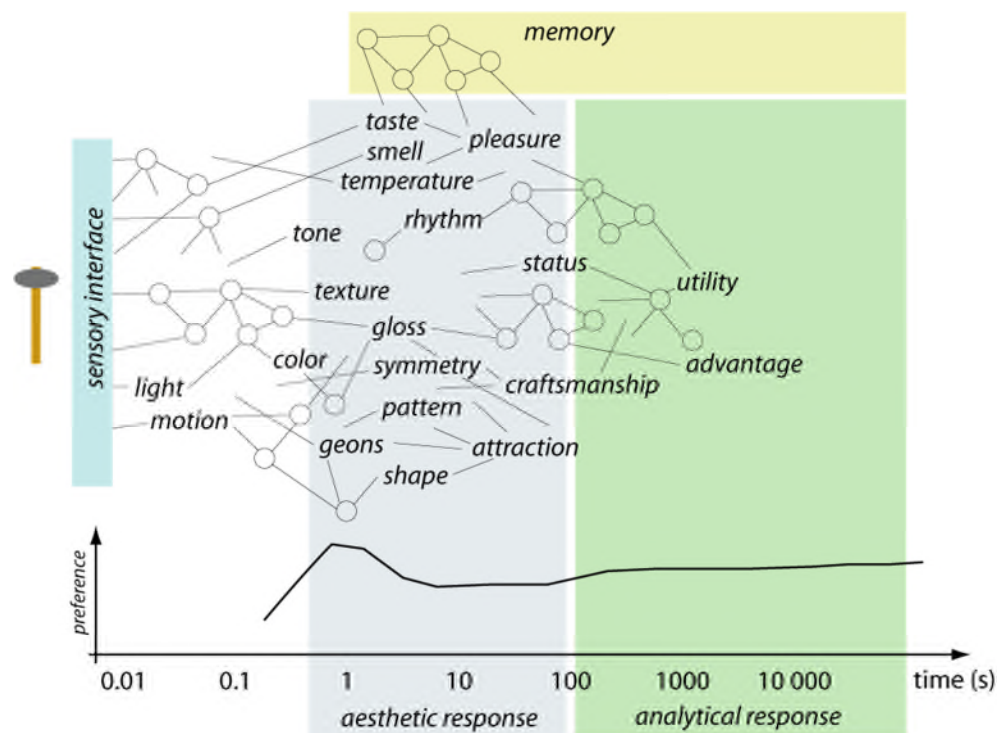 memory
taste
pleasure
smell
temperature
rhythm
tone
status
sensory interface
texture
utility
gloss
color
symmetry
advantage
light
craftsmanship
pattern
motion
geons
attraction
shape
preference
0.01 0.1 1 10 100 1000 10 000 time (s)
aesthetic response analytical response